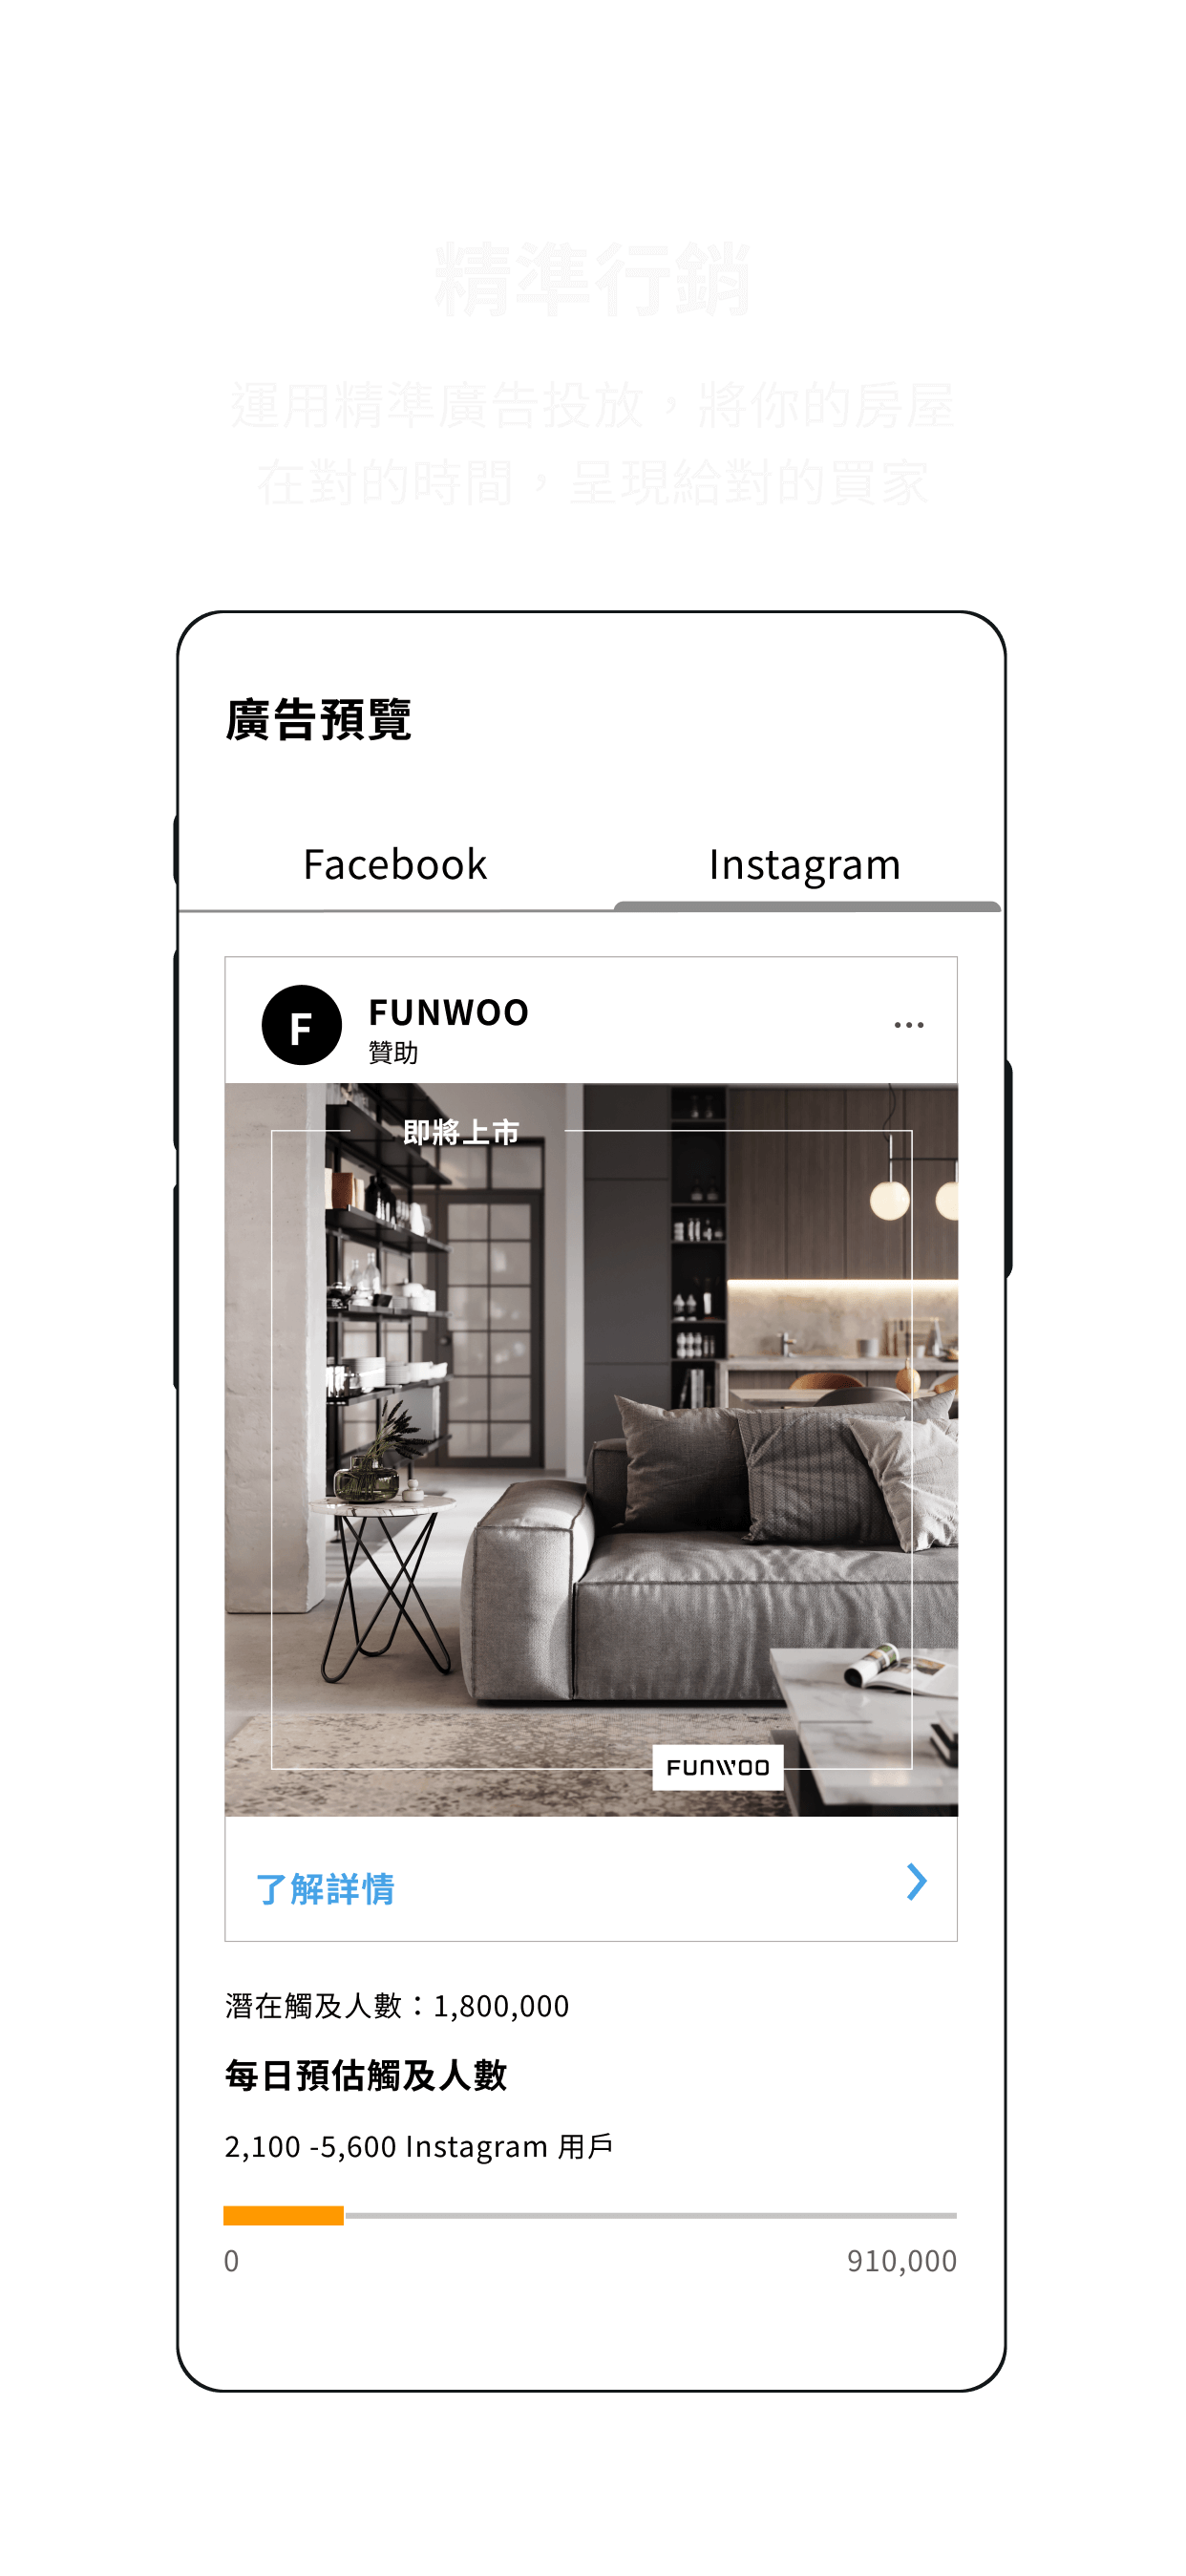 精準行銷
運用精準廣告投放，將你的房屋
在對的時間，呈現給對的買家
廣告預覽
Facebook
Instagram
F
FUNWOO
贊助
即將上市
FUNWOO
了解詳情
潛在觸及人數：1,800,000
每日預估觸及人數
2,100 -5,600 Instagram 用戶
0
910,000